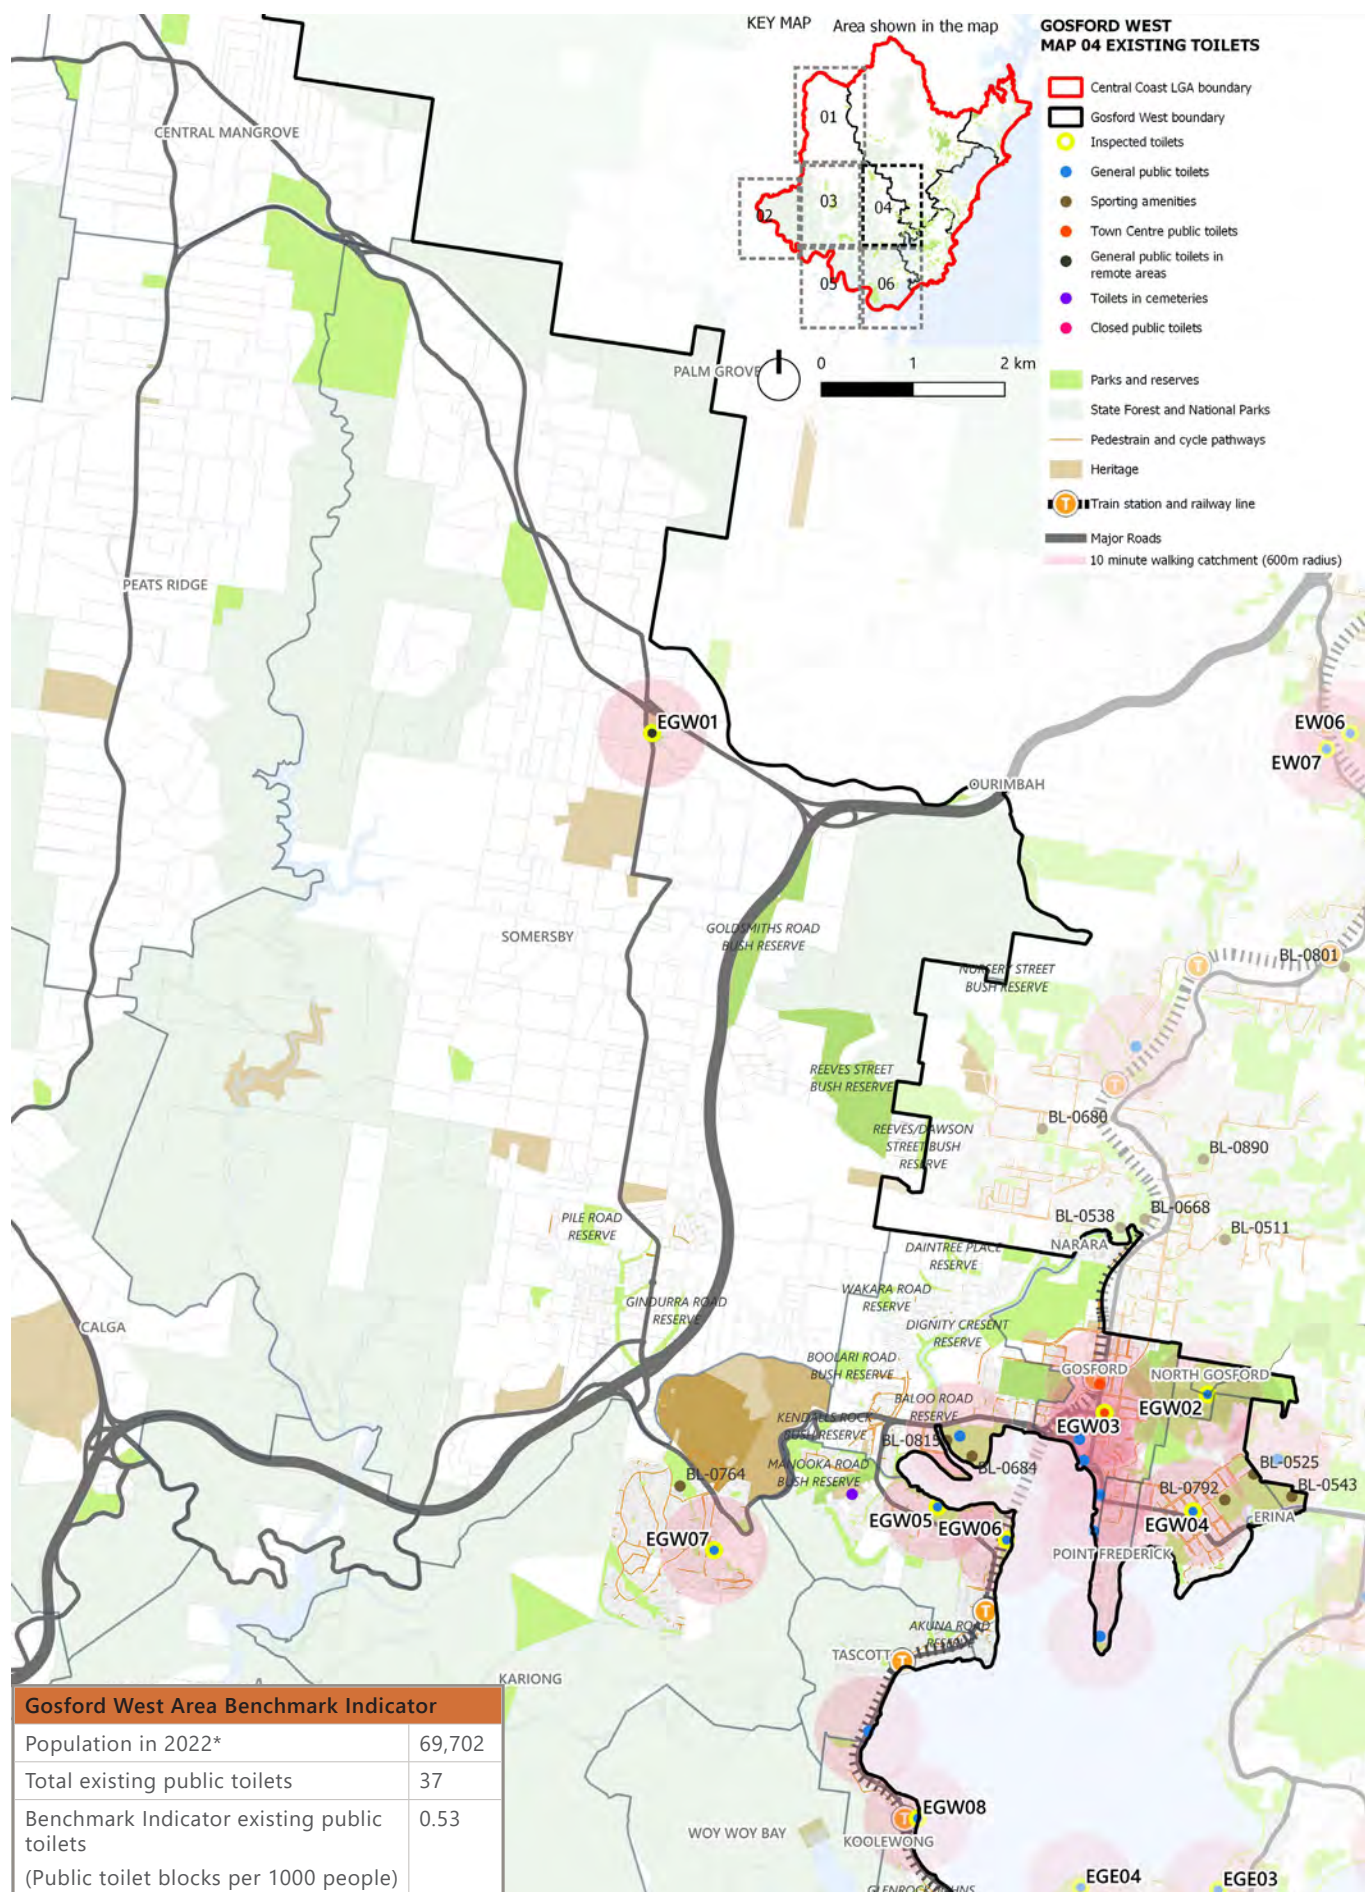 KEY MAP
Area shown in the map
GOSFORD WEST
MAP 04 EXISTING TOILETS
Central Coast LGA boundary
Gosford West boundary
Inspected toilets
General public toilets
Sporting amenities
Town Centre public toilets
General public toilets in
remote areas
Toilets in cemeteries
Closed public toilets
Parks and reserves
State Forest and National Parks
Pedestrain and cycle pathways
Heritage
T
Train station and railway line
Major Roads
10 minute walking catchment (600m radius)
01
02
03
04
05
06
0
1
2 km
CENTRAL MANGROVE
PALM GROVE
PEATS RIDGE
EGW01
EW06
EW07
OURIMBAH
SOMERSBY
GOLDSMITHS ROAD
BUSH RESERVE
NURSERY STREET
BUSH RESERVE
T
T
BL-0801
REEVES STREET
BUSH RESERVE
T
REEVES/DAWSON
STREET BUSH
RESERVE
BL-0680
BL-0890
PILE ROAD
RESERVE
BL-0538
BL-0668
BL-0511
NARARA
DAINTREE PLACE
RESERVE
WAKARA ROAD
RESERVE
GINDURRA ROAD
RESERVE
DIGNITY CRESENT
RESERVE
CALGA
BOOLARI ROAD
BUSH RESERVE
GOSFORD
NORTH GOSFORD
BALOO ROAD
RESERVE
EGW02
KENDALLS ROCK
BUSH RESERVE
EGW03
BL-0815
MANOOKA ROAD
BUSH RESERVE
BL-0684
BL-0764
BL-0525
BL-0543
BL-0792
EGW05
EGW06
EGW04
ERINA
EGW07
POINT FREDERICK
T
AKUNA ROAD
RESERVE
TASCOTT
T
KARIONG
EGW08
T
WOY WOY BAY
KOOLEWONG
EGE04
EGE03
Gosford West Area Benchmark Indicator
Population in 2022* 69,702
Total existing public toilets 37
Benchmark Indicator existing public 0.53
toilets
(Public toilet blocks per 1000 people)